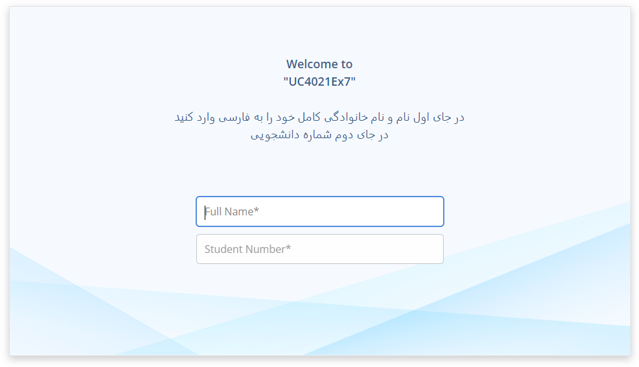 Welcome to
"UC4021Ex7"
در جای اول نام و نام خانوادگی کامل خود را به فارسی وارد کنید
در جای دوم شماره دانشجویی
Full Name*
Student Number*